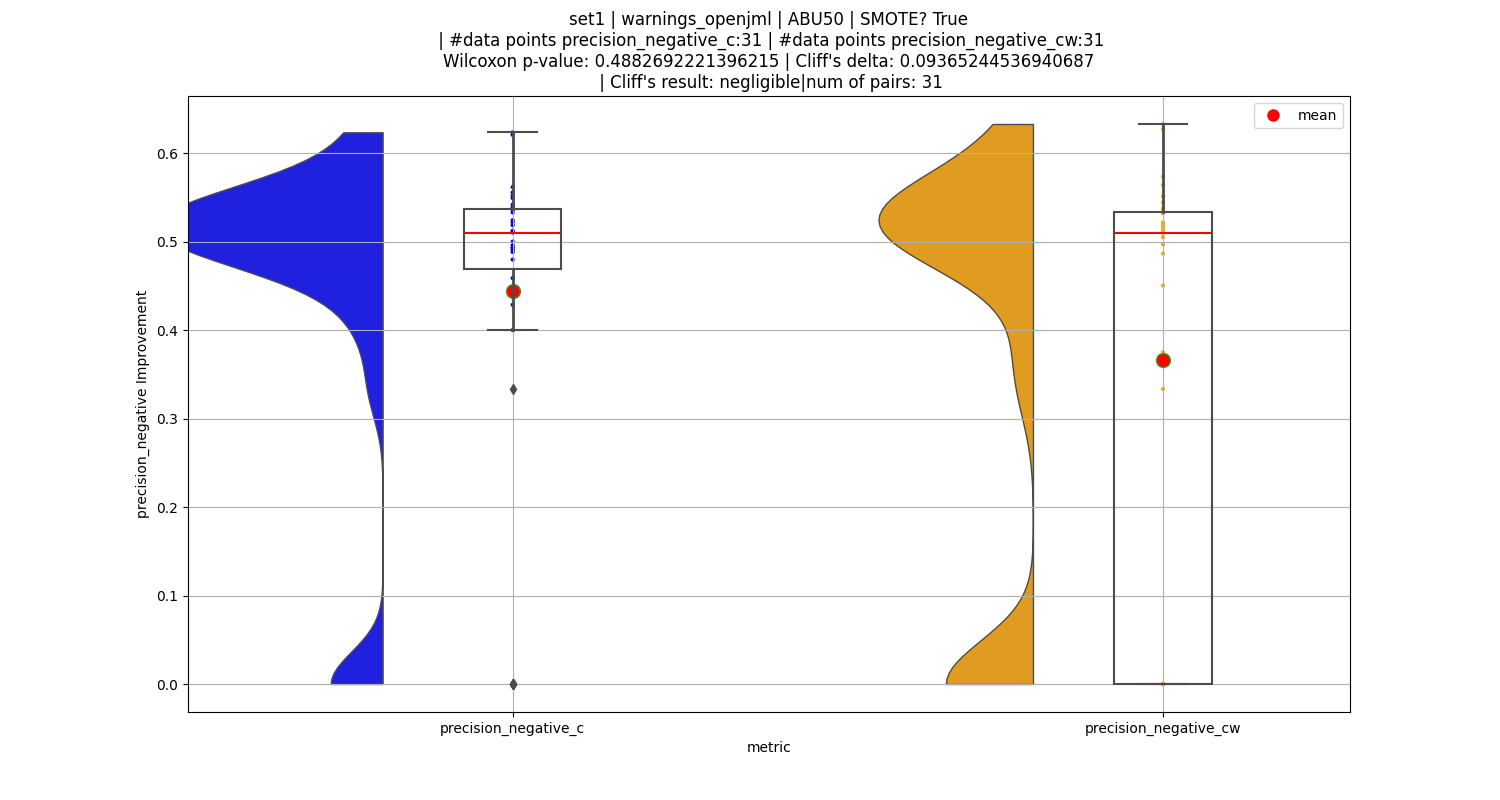 set1 | warnings_openjml | ABU50 | SMOTE? True
| #data points precision_negative_c:31 | #data points precision_negative_cw:31
Wilcoxon p-value: 0.4882692221396215 | Cliff's delta: 0.09365244536940687
| Cliff's result: negligible|num of pairs: 31
mean
0.6
0.5
0.4
0.3
0.2
0.1
0.0
precision_negative Improvement
precision_negative_c
precision_negative_cw
metric